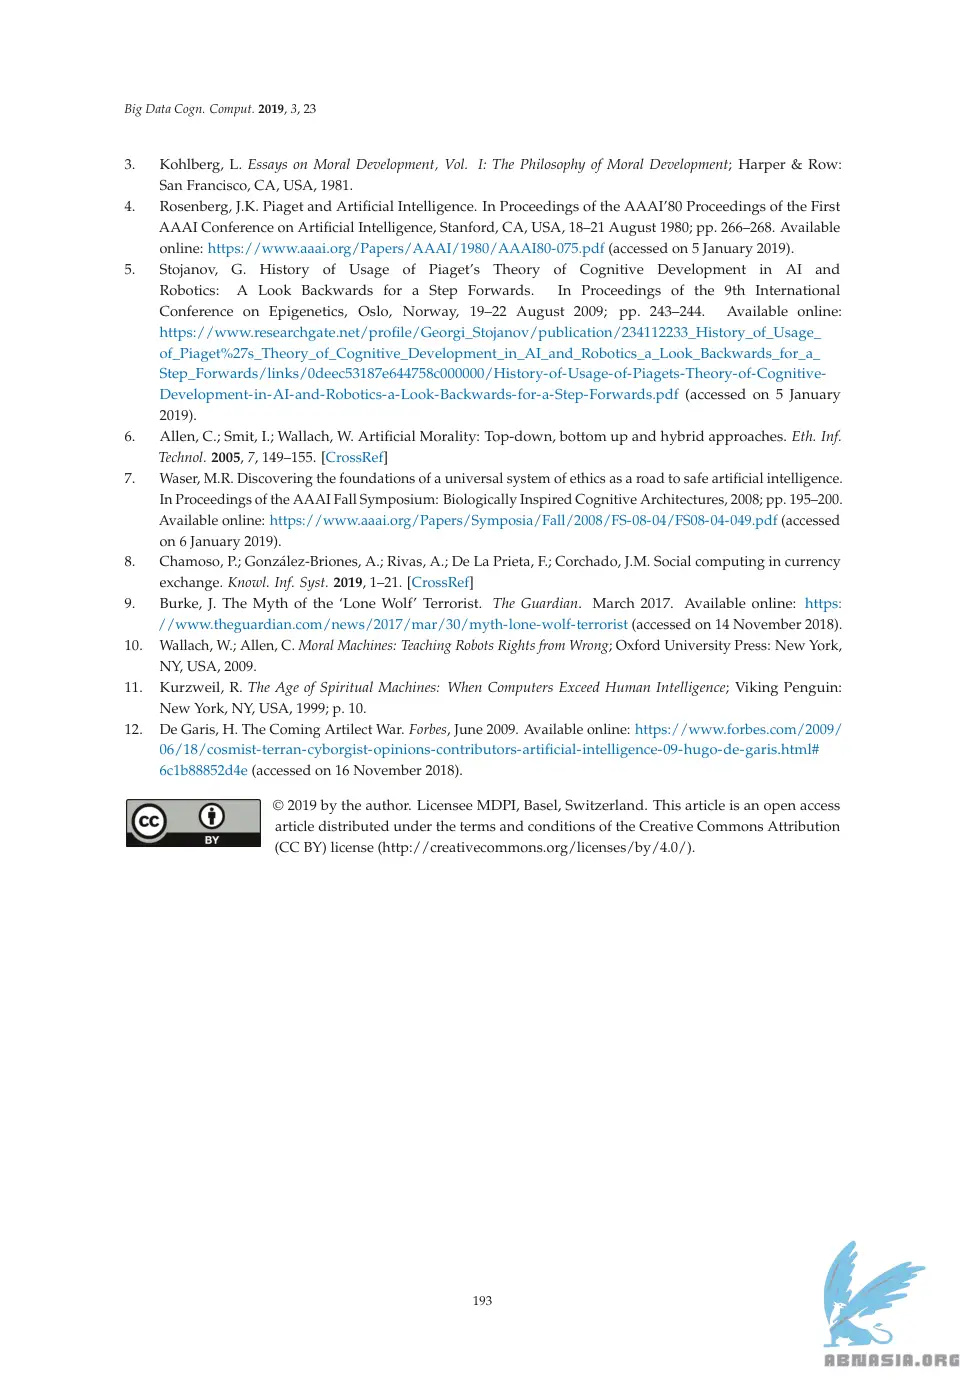 Big Data Cogn. Comput. 2019, 3, 23
3. Kohlberg, L. Essays on Moral Development, Vol. I: The Philosophy of Moral Development; Harper & Row:
San Francisco, CA, USA, 1981.
4. Rosenberg, J.K. Piaget and Artificial Intelligence. In Proceedings of the AAAI’80 Proceedings of the First
AAAI Conference on Artificial Intelligence, Stanford, CA, USA, 18–21 August 1980; pp. 266–268. Available
online: https://www.aaai.org/Papers/AAAI/1980/AAAI80-075.pdf (accessed on 5 January 2019).
5. Stojanov, G. History of Usage of Piaget’s Theory of Cognitive Development in AI and
Robotics: A Look Backwards for a Step Forwards. In Proceedings of the 9th International
Conference on Epigenetics, Oslo, Norway, 19–22 August 2009; pp. 243–244. Available online:
https://www.researchgate.net/profile/Georgi_Stojanov/publication/234112233_History_of_Usage_
of_Piaget%27s_Theory_of_Cognitive_Development_in_AI_and_Robotics_a_Look_Backwards_for_a_
Step_Forwards/links/0deec53187e644758c000000/History-of-Usage-of-Piagets-Theory-of-Cognitive-
Development-in-AI-and-Robotics-a-Look-Backwards-for-a-Step-Forwards.pdf (accessed on 5 January
2019).
6. Allen, C.; Smit, I.; Wallach, W. Artificial Morality: Top-down, bottom up and hybrid approaches. Eth. Inf.
Technol. 2005, 7, 149–155. [CrossRef]
7. Waser, M.R. Discovering the foundations of a universal system of ethics as a road to safe artificial intelligence.
In Proceedings of the AAAI Fall Symposium: Biologically Inspired Cognitive Architectures, 2008; pp. 195–200.
Available online: https://www.aaai.org/Papers/Symposia/Fall/2008/FS-08-04/FS08-04-049.pdf (accessed
on 6 January 2019).
8. Chamoso, P.; González-Briones, A.; Rivas, A.; De La Prieta, F.; Corchado, J.M. Social computing in currency
exchange. Knowl. Inf. Syst. 2019, 1–21. [CrossRef]
9. Burke, J. The Myth of the ‘Lone Wolf’ Terrorist. The Guardian. March 2017. Available online: https:
//www.theguardian.com/news/2017/mar/30/myth-lone-wolf-terrorist (accessed on 14 November 2018).
10. Wallach, W.; Allen, C. Moral Machines: Teaching Robots Rights from Wrong; Oxford University Press: New York,
NY, USA, 2009.
11. Kurzweil, R. The Age of Spiritual Machines: When Computers Exceed Human Intelligence; Viking Penguin:
New York, NY, USA, 1999; p. 10.
12. De Garis, H. The Coming Artilect War. Forbes, June 2009. Available online: https://www.forbes.com/2009/
06/18/cosmist-terran-cyborgist-opinions-contributors-artificial-intelligence-09-hugo-de-garis.html#
6c1b88852d4e (accessed on 16 November 2018).
cc BY
© 2019 by the author. Licensee MDPI, Basel, Switzerland. This article is an open access
article distributed under the terms and conditions of the Creative Commons Attribution
(CC BY) license (http://creativecommons.org/licenses/by/4.0/).
193
ABNASIA.ORG